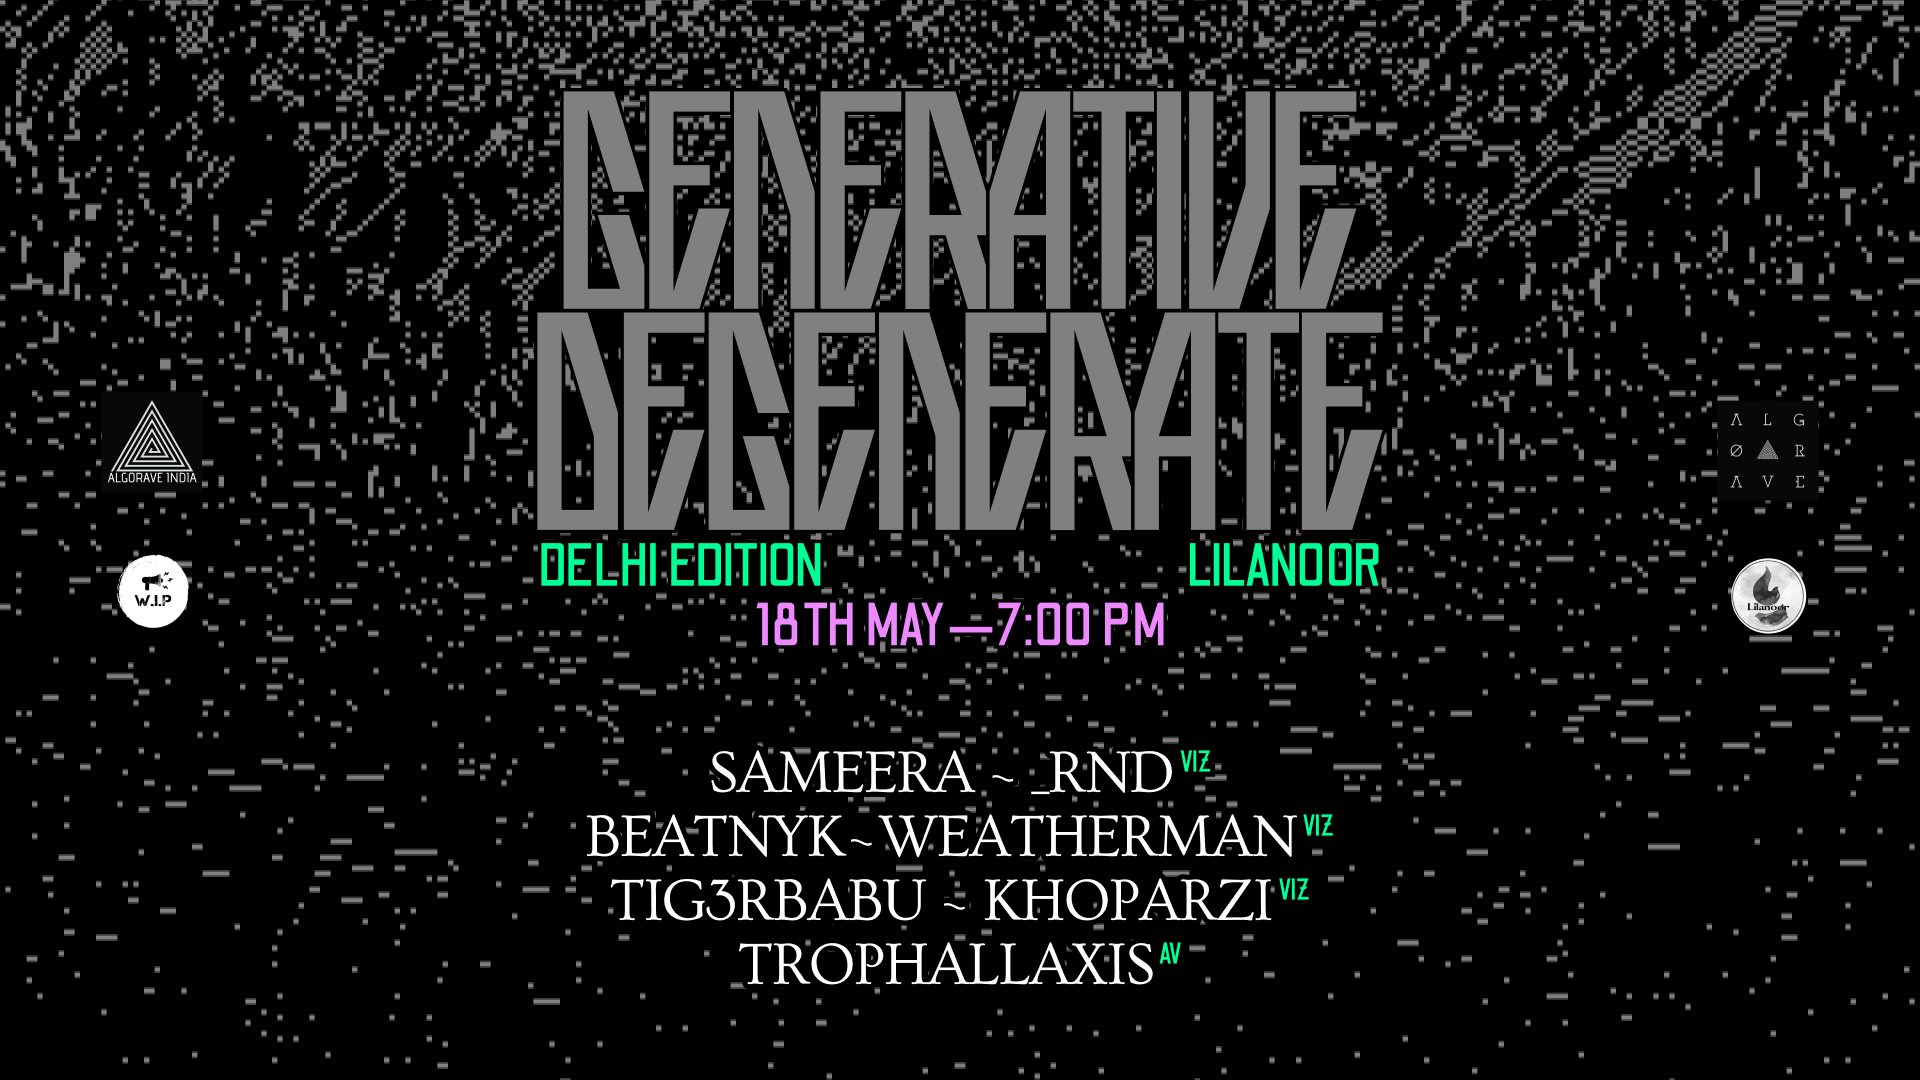 GENERATIVE
DEGENERATE
DELHI EDITION LILANOOR
18TH MAY—7:00 PM
ALGORAVE INDIA
A L G
Ø R
A V E
W.I.P
Lilanoor
SAMEERA ~ _RND VIZ
BEATNYK~WEATHERMAN VIZ
TIG3RBABU ~ KHOPARZI VIZ
TROPHALLAXIS AV